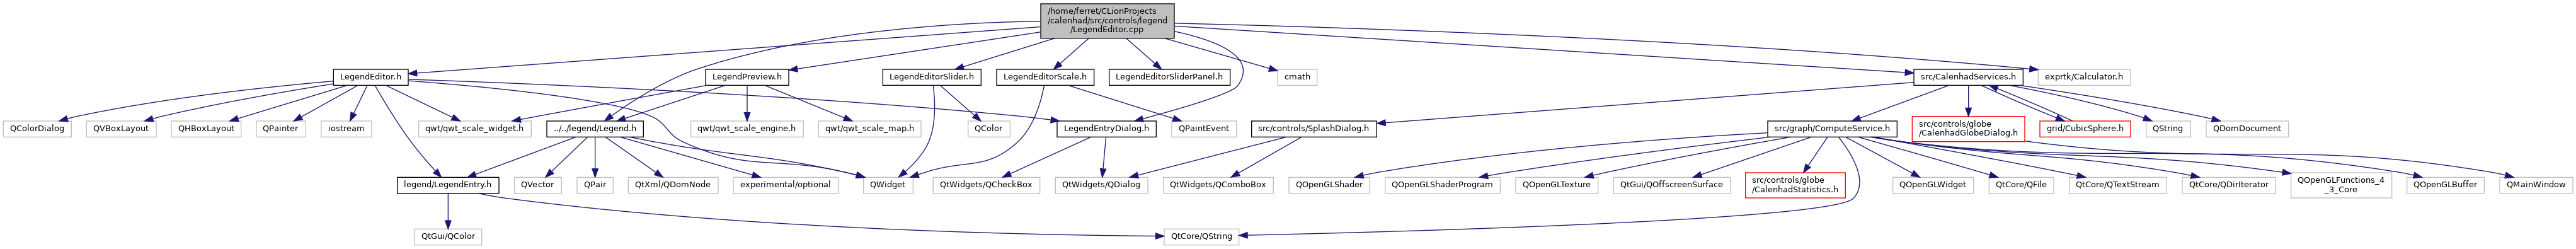 /home/ferret/CLionProjects
/calenhad/src/controls/legend
/LegendEditor.cpp
LegendEditor.h
LegendPreview.h
LegendEditorSlider.h
LegendEditorScale.h
LegendEditorSliderPanel.h
cmath
src/CalenhadServices.h
exprtk/Calculator.h
QColorDialog
QVBoxLayout
QHBoxLayout
QPainter
iostream
qwt/qwt_scale_widget.h
../../legend/Legend.h
qwt/qwt_scale_engine.h
qwt/qwt_scale_map.h
QColor
LegendEntryDialog.h
QPaintEvent
src/controls/SplashDialog.h
src/graph/ComputeService.h
src/controls/globe
/CalenhadGlobeDialog.h
grid/CubicSphere.h
QString
QDomDocument
legend/LegendEntry.h
QVector
QPair
QtXml/QDomNode
experimental/optional
QWidget
QtWidgets/QCheckBox
QtWidgets/QDialog
QtWidgets/QComboBox
QOpenGLShader
QOpenGLShaderProgram
QOpenGLTexture
QtGui/QOffscreenSurface
src/controls/globe
/CalenhadStatistics.h
QOpenGLWidget
QtCore/QFile
QtCore/QTextStream
QtCore/QDirIterator
QOpenGLFunctions_4
_3_Core
QOpenGLBuffer
QMainWindow
QtGui/QColor
QtCore/QString